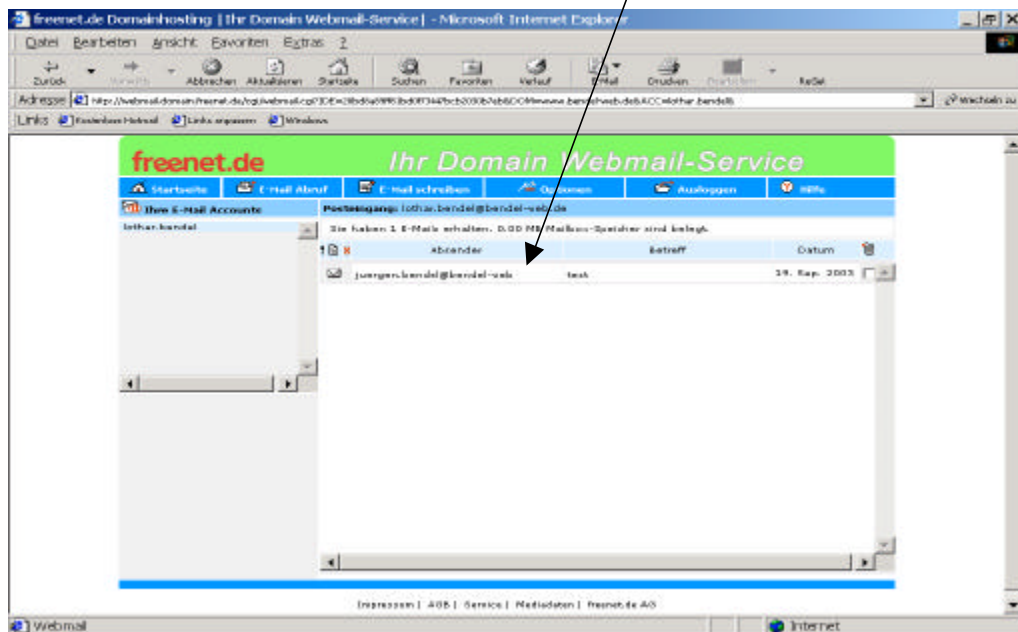 freenet.de Domainhosting | Ihr Domain Webmail-Service | - Microsoft Internet Explorer
Datei Bearbeiten Ansicht Favoriten Extras ?
Zurück Abbrechen Aktualisieren Startseite Suchen Favoriten Verlauf E-Mail Drucken
Adresse Wechseln zu
Links Kostenlose Hotmail Links anpassen Windows
freenet.de Ihr Domain Webmail-Service
Startseite E-Mail Abruf E-Mail schreiben Optionen Ausloggen Hilfe
Ihre E-Mail Accounts Posteingang: lothar.bendel@bendel-web.de
lothar.bendel Sie haben 1 E-Mails erhalten. 0.00 MB Mailbox-Speicher sind belegt.
Absender Betreff Datum
juergen.bendel@bendel-web test 19. Sep. 2003
Impressum | AGB | Service | Mediadaten | freenet.de AG
Webmail Internet